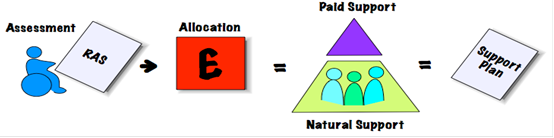 Assessment
RAS
Allocation
£
Paid Support
Natural Support
=
=
Support
Plan